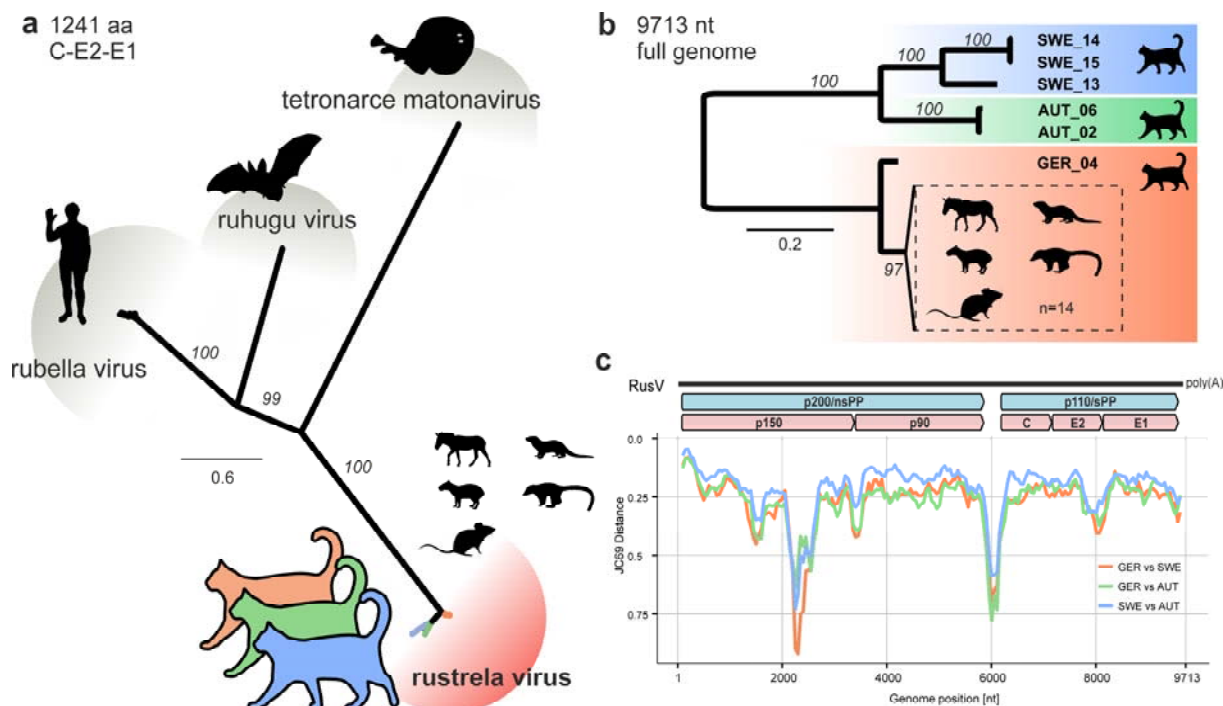 a 1241 aa
C-E2-E1
tetronarce matonavirus
ruhugu virus
rubella virus
100
99
100
0.6
rustrela virus
b 9713 nt
full genome
100
100
100
100
SWE_14
SWE_15
SWE_13
AUT_06
AUT_02
GER_04
0.2
97
n=14
c
RusV
poly(A)
p200/nsPP
p110/sPP
p150
p90
C
E2
E1
0.0
0.25
0.5
0.75
JC69 Distance
GER vs SWE
GER vs AUT
SWE vs AUT
1
2000
4000
6000
8000
9713
Genome position [nt]